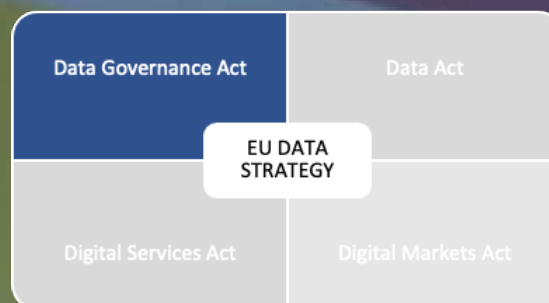 Data Governance Act
Data Act
EU DATA
STRATEGY
Digital Services Act
Digital Markets Act